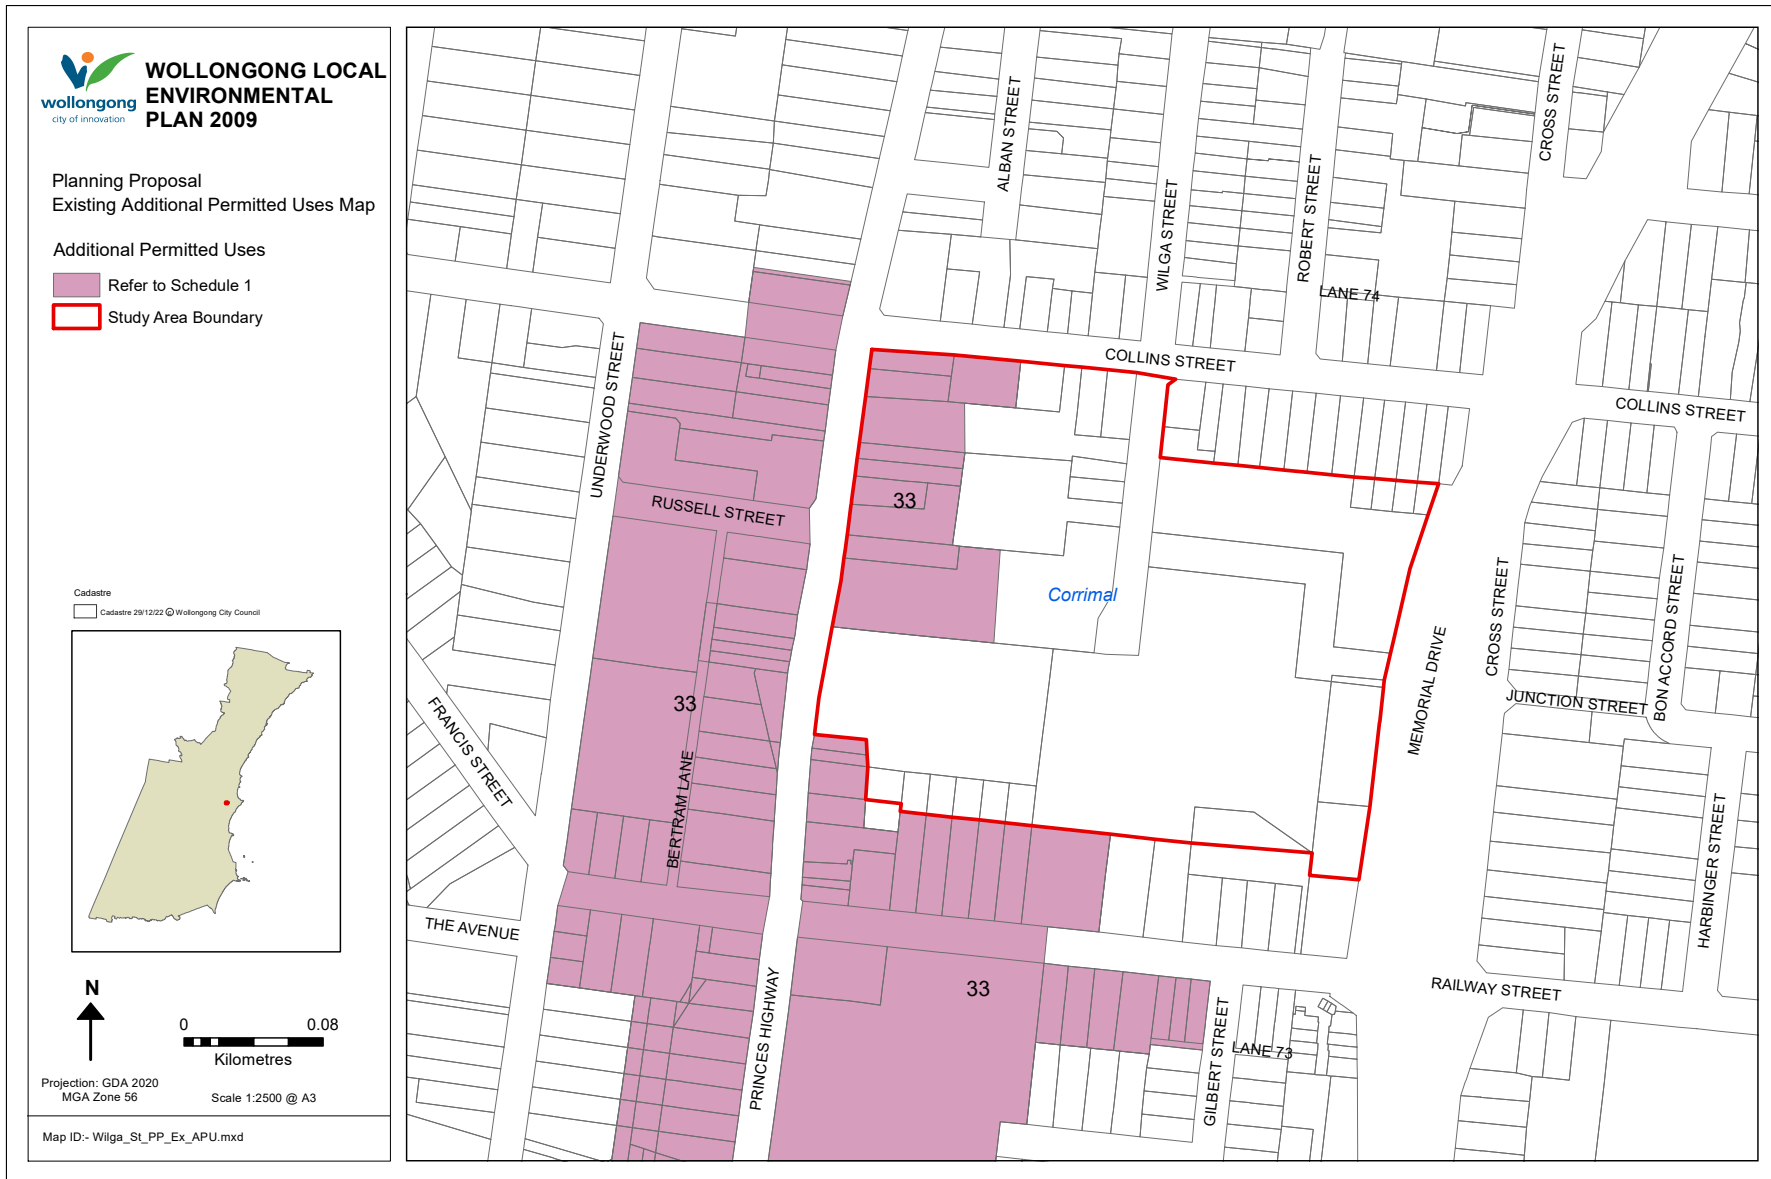 wollongong
city of innovation
WOLLONGONG LOCAL
ENVIRONMENTAL
PLAN 2009
Planning Proposal
Existing Additional Permitted Uses Map
Additional Permitted Uses
Refer to Schedule 1
Study Area Boundary
Cadastre
Cadastre 29/12/22 © Wollongong City Council
N
0 0.08
Kilometres
Projection: GDA 2020
MGA Zone 56
Scale 1:2500 @ A3
Map ID:- Wilga_St_PP_Ex_APU.mxd
CROSS STREET
ALBAN STREET
WILGA STREET
ROBERT STREET
LANE 74
COLLINS STREET
COLLINS STREET
UNDERWOOD STREET
RUSSELL STREET
33
Corrimal
CROSS STREET
BON ACCORD STREET
MEMORIAL DRIVE
JUNCTION STREET
33
FRANCIS STREET
BERTRAM LANE
HARBINGER STREET
THE AVENUE
PRINCES HIGHWAY
33
RAILWAY STREET
GILBERT STREET
LANE 73